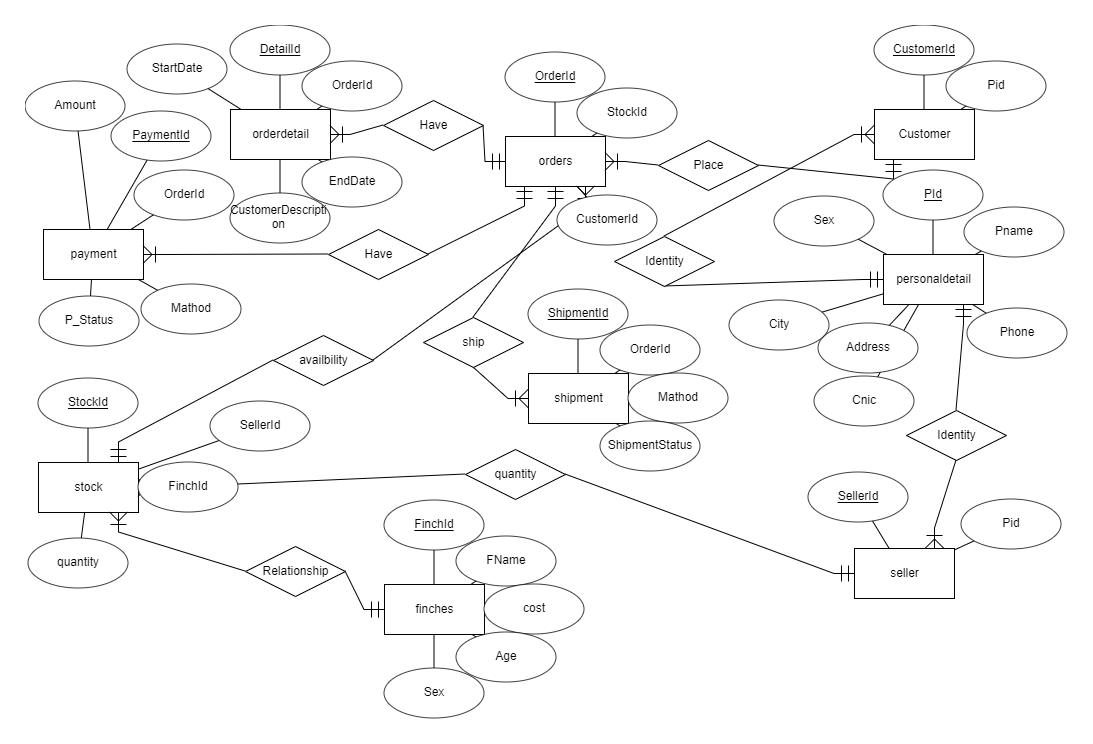 DetailId
StartDate
OrderId
Amount
PaymentId
orderdetail
Have
OrderId
StockId
orders
Place
CustomerId
Pid
Customer
EndDate
OrderId
CustomerDescripti
on
CustomerId
PId
Sex
Pname
payment
Have
Identity
personaldetail
P_Status
Mathod
ShipmentId
City
Address
Phone
availbility
ship
OrderId
shipment
Mathod
Cnic
StockId
SellerId
ShipmentStatus
Identity
stock
FinchId
quantity
SellerId
Pid
quantity
FinchId
FName
Relationship
seller
finches
cost
Age
Sex